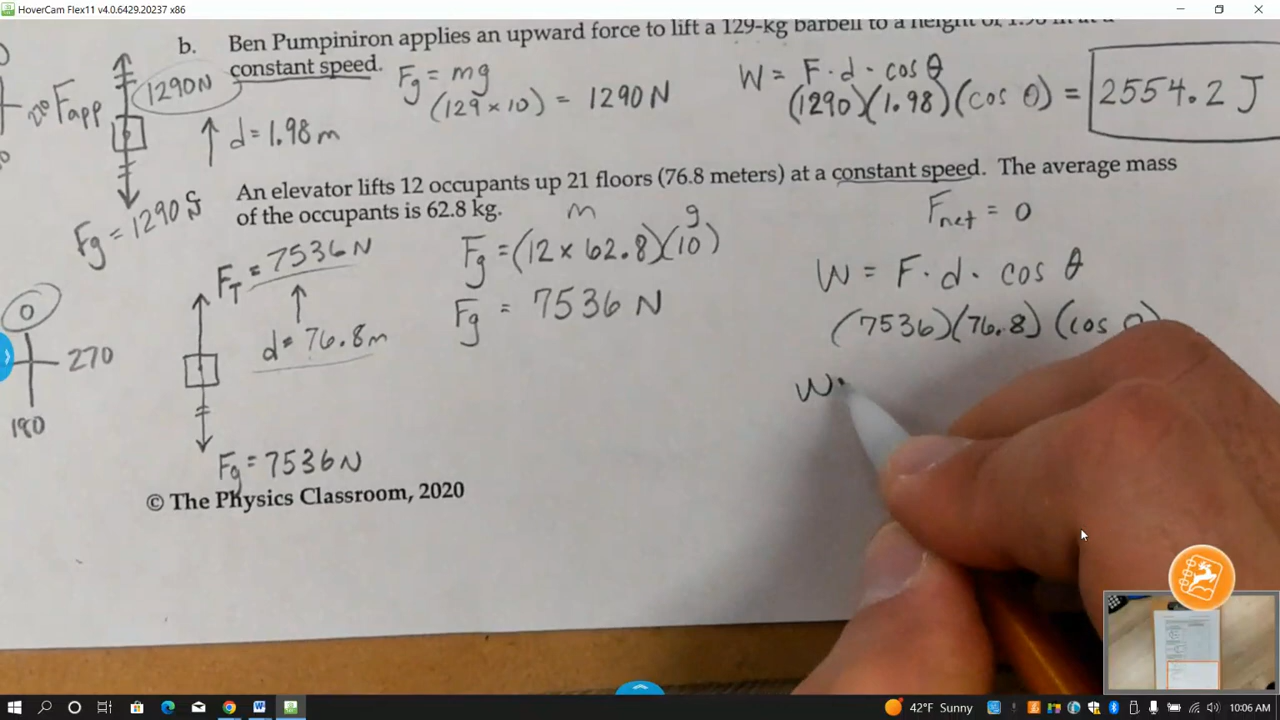 HoverCam Flex11 v4.0.6429.20237 x86
b. Ben Pumpiniron applies an upward force to lift a 129-kg barbell to a height of 1.98 m at a
constant speed.
Fg = mg
(129 × 10) = 1290 N
W = F · d · cos θ
(1290)(1.98)(cos θ) = 2554.2 J
Fapp
1290N
d = 1.98 m
Fg = 1290 N
An elevator lifts 12 occupants up 21 floors (76.8 meters) at a constant speed. The average mass
of the occupants is 62.8 kg.
m g
Fg = (12 × 62.8)(10)
Fg = 7536 N
Fnet = 0
W = F · d · cos θ
(7536)(76.8)(cos
W
FT = 7536 N
d = 76.8m
Fg = 7536 N
0
270
180
© The Physics Classroom, 2020
42°F Sunny
10:06 AM